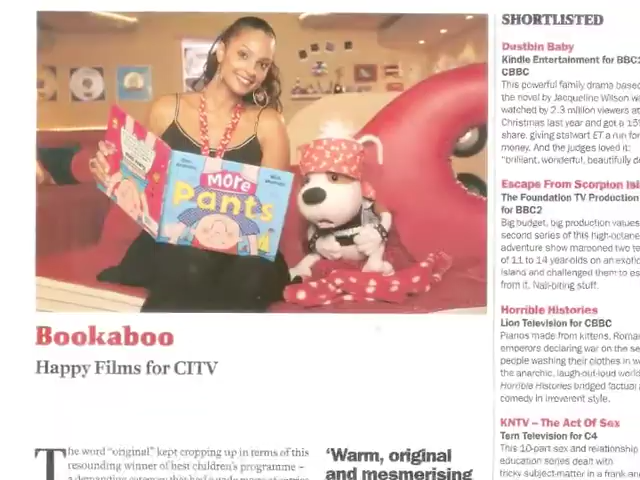 More
Pants
Bookaboo
Happy Films for CITV
The word "original" kept cropping up in terms of this
resounding winner of best children's programme –
a demanding category that had a
'Warm, original
and mesmerising
SHORTLISTED
Dustbin Baby
Kindle Entertainment for BBC
CBBC
This powerful family drama based
the novel by Jacqueline Wilson
watched by 2.3 million viewers at
Christmas last year and got a
share, giving stalwart ET a run for
money. And the judges loved it:
"brilliant, wonderful, beautifully
Escape From Scorpion
The Foundation TV Production
for BBC2
Big budget, big production values
second series of this high-octane
adventure show marooned two
of 11 to 14 year-olds on an exotic
island and challenged them to
from it. Nail-biting stuff.
Horrible Histories
Lion Television for CBBC
Pianos made from kittens, Roman
emperors declaring war on the
people washing their clothes in
the anarchic, laugh-out-loud world
Horrible Histories bridged factual
comedy in irreverent style.
KNTV – The Act Of Sex
Tern Television for C4
This 10-part sex and relationship
education series dealt with
tricky subject-matter in a frank and